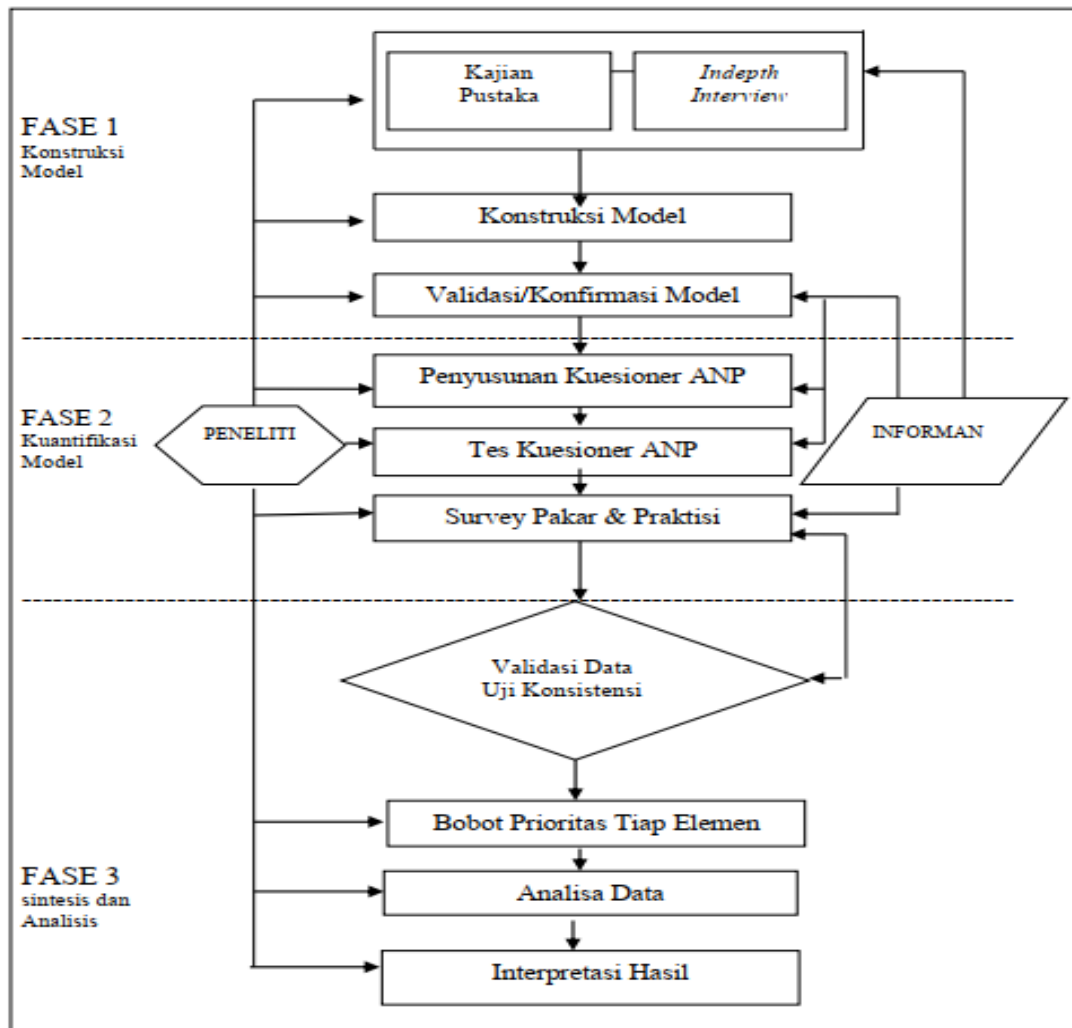 Kajian
Pustaka
Indepth
Interview
FASE 1
Konstruksi
Model
Konstruksi Model
Validasi/Konfirmasi Model
Penyusunan Kuesioner ANP
FASE 2
Kuantifikasi
Model
PENELITI
Tes Kuesioner ANP
INFORMAN
Survey Pakar & Praktisi
Validasi Data
Uji Konsistensi
Bobot Prioritas Tiap Elemen
FASE 3
sintesis dan
Analisis
Analisa Data
Interpretasi Hasil